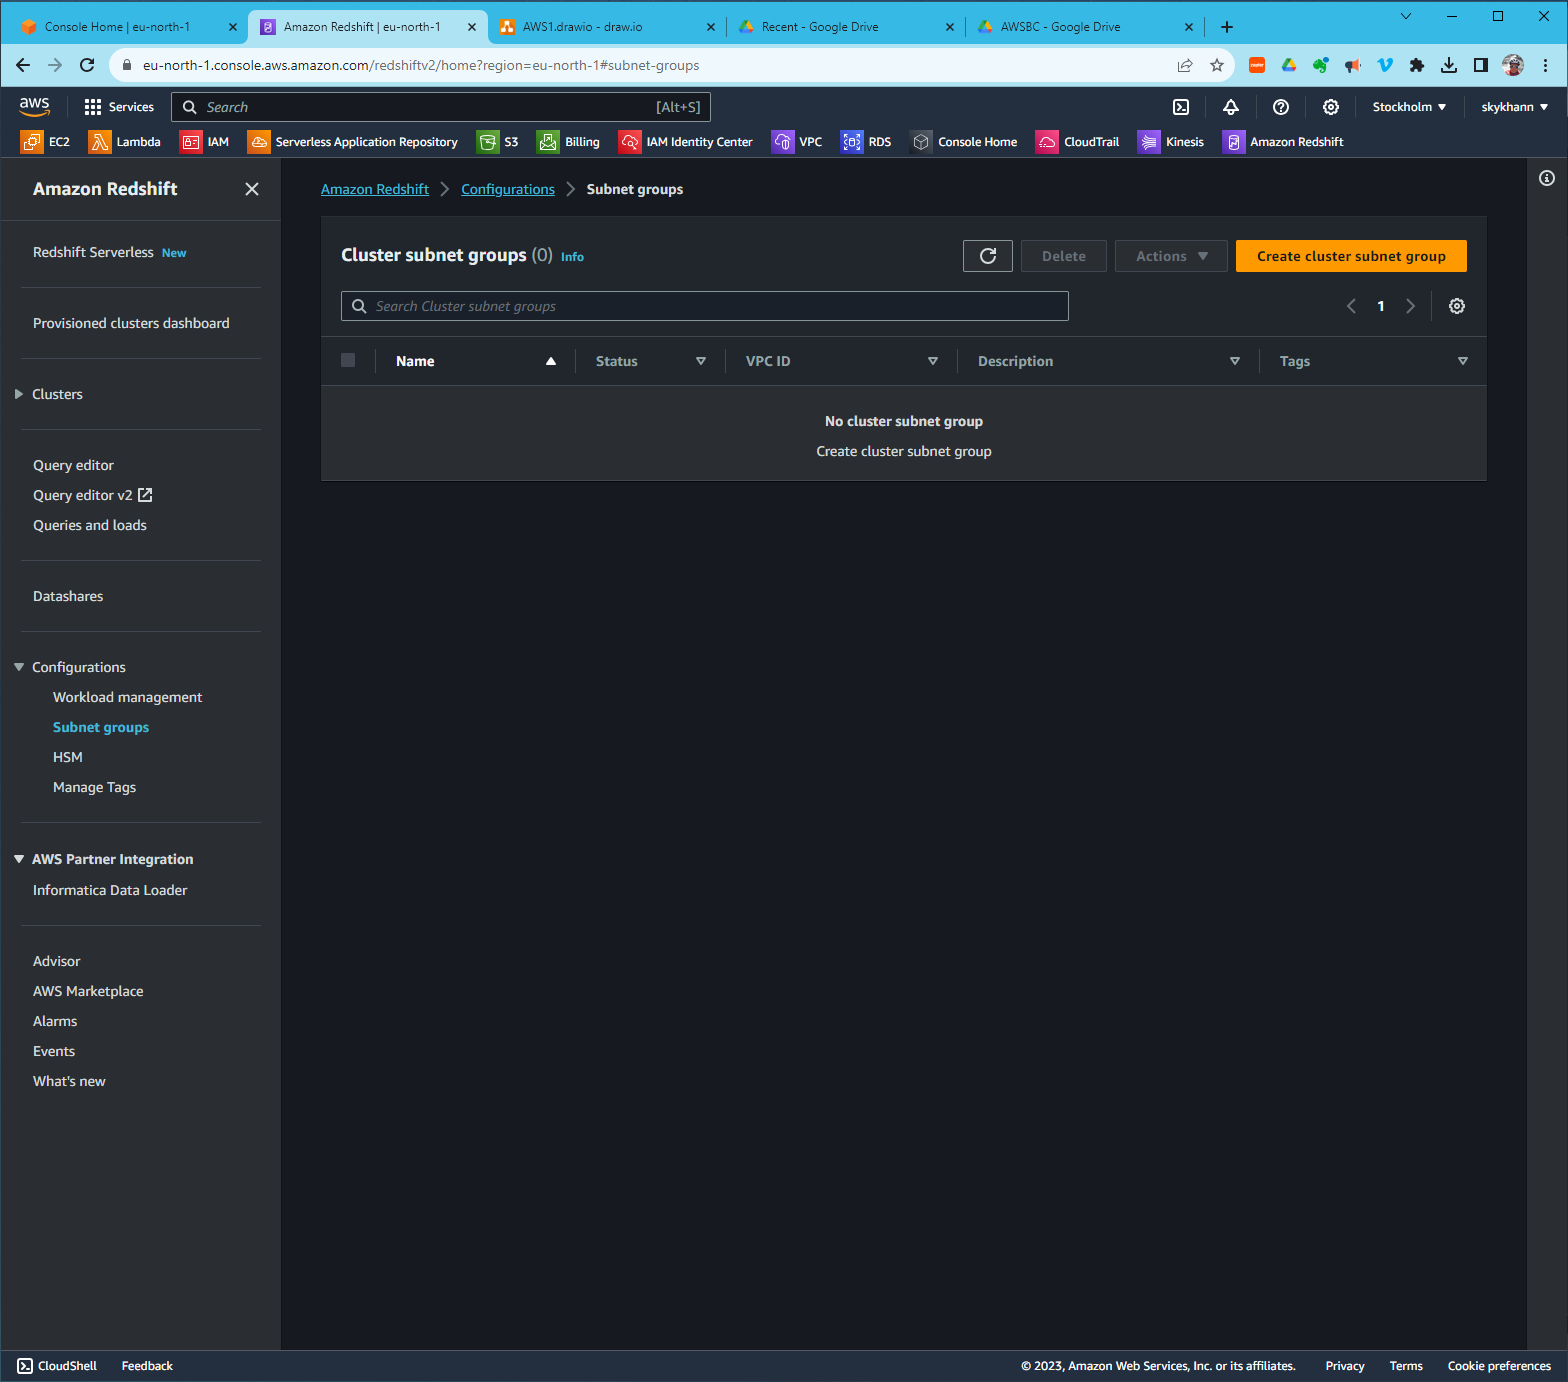 Console Home | eu-north-1
Amazon Redshift | eu-north-1
AWS1.drawio - draw.io
Recent - Google Drive
AWSBC - Google Drive
eu-north-1.console.aws.amazon.com/redshiftv2/home?region=eu-north-1#subnet-groups
aws
Services
Search
[Alt+S]
Stockholm
skykhann
EC2
Lambda
IAM
Serverless Application Repository
S3
Billing
IAM Identity Center
VPC
RDS
Console Home
CloudTrail
Kinesis
Amazon Redshift
Amazon Redshift
Redshift Serverless New
Provisioned clusters dashboard
Clusters
Query editor
Query editor v2
Queries and loads
Datashares
Configurations
Workload management
Subnet groups
HSM
Manage Tags
AWS Partner Integration
Informatica Data Loader
Advisor
AWS Marketplace
Alarms
Events
What's new
Amazon Redshift
Configurations
Subnet groups
Cluster subnet groups (0) Info
Delete
Actions
Create cluster subnet group
Search Cluster subnet groups
1
Name
Status
VPC ID
Description
Tags
No cluster subnet group
Create cluster subnet group
CloudShell
Feedback
© 2023, Amazon Web Services, Inc. or its affiliates.
Privacy
Terms
Cookie preferences